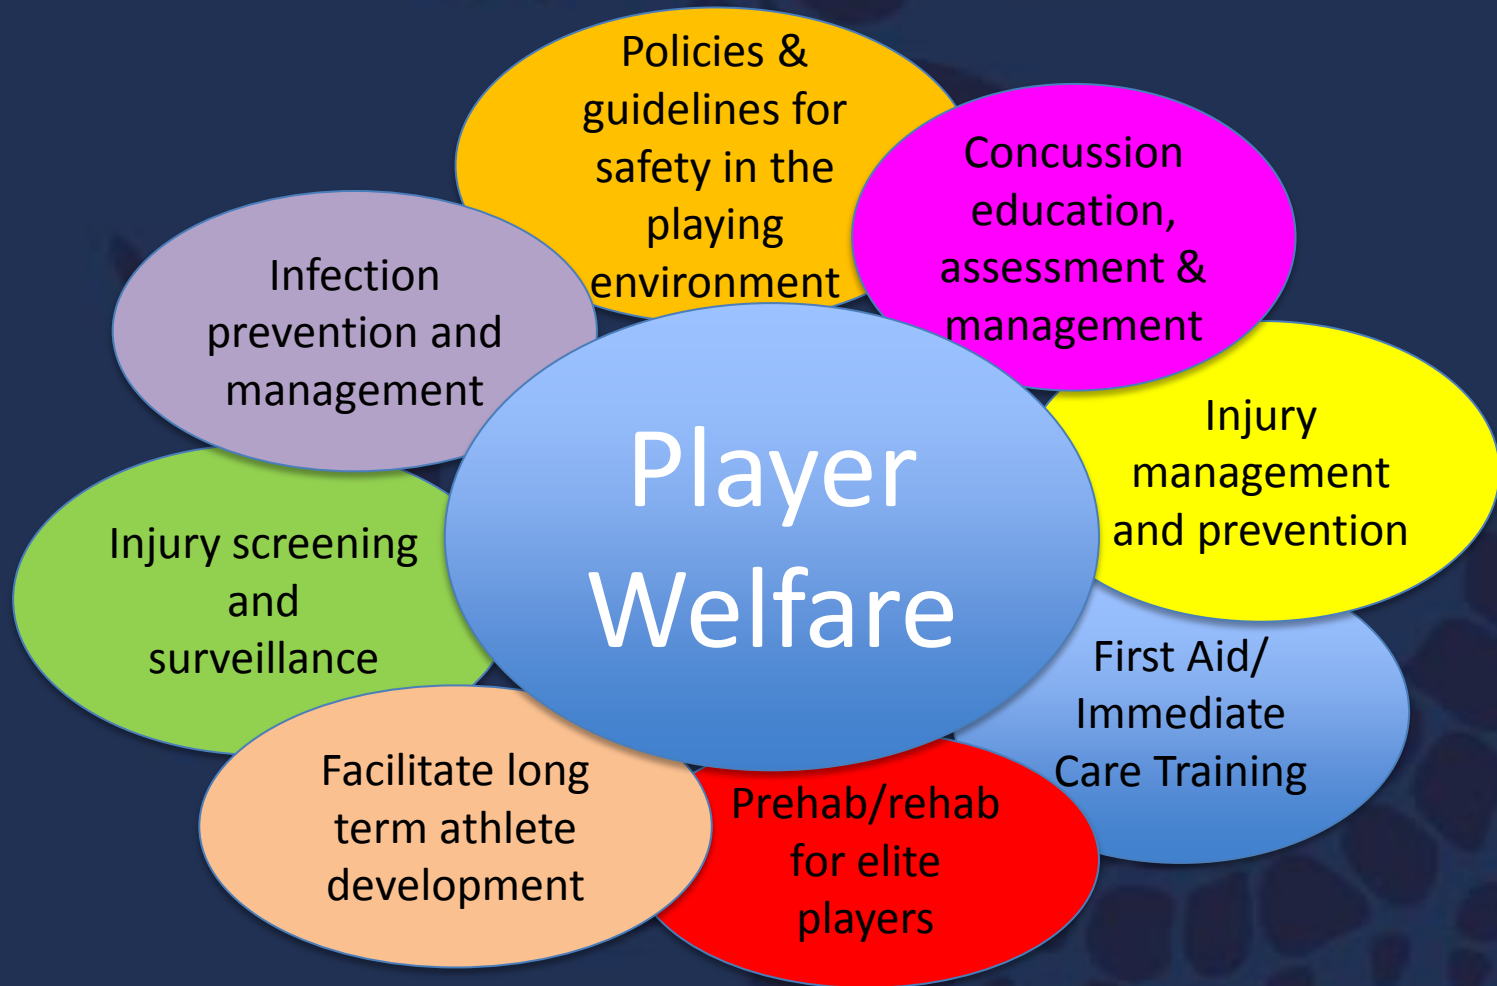 Policies &
guidelines for
safety in the
playing
environment
Concussion
education,
assessment &
management
Infection
prevention and
management
Injury
management
and prevention
Player
Welfare
Injury screening
and
surveillance
First Aid/
Immediate
Care Training
Facilitate long
term athlete
development
Prehab/rehab
for elite
players